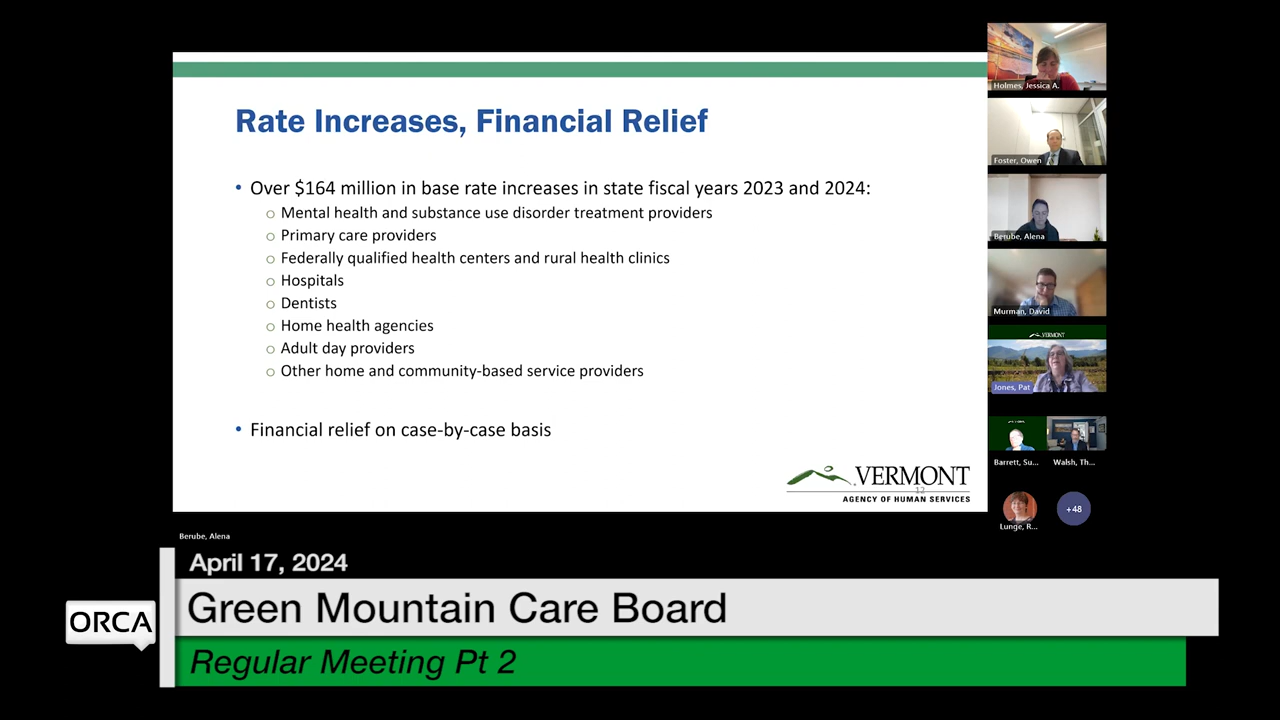 Rate Increases, Financial Relief
• Over $164 million in base rate increases in state fiscal years 2023 and 2024:
o Mental health and substance use disorder treatment providers
o Primary care providers
o Federally qualified health centers and rural health clinics
o Hospitals
o Dentists
o Home health agencies
o Adult day providers
o Other home and community-based service providers
• Financial relief on case-by-case basis
VERMONT
12
AGENCY OF HUMAN SERVICES
Holmes, Jessica A.
Foster, Owen
Berube, Alena
Murman, David
VERMONT
Jones, Pat
Barrett, Su...
Walsh, Th...
Lunge, R...
+48
Berube, Alena
April 17, 2024
ORCA
Green Mountain Care Board
Regular Meeting Pt 2